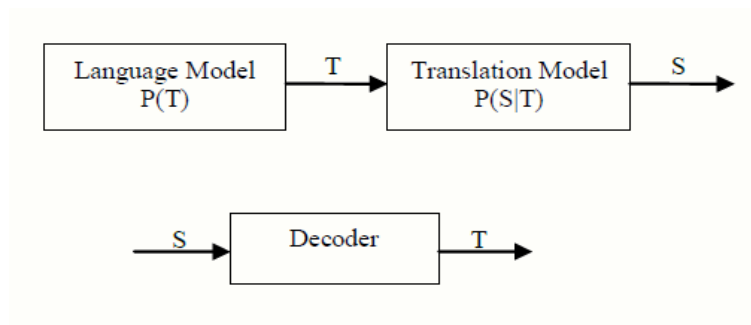 Language Model
P(T)
T
Translation Model
P(S|T)
S
S
Decoder
T